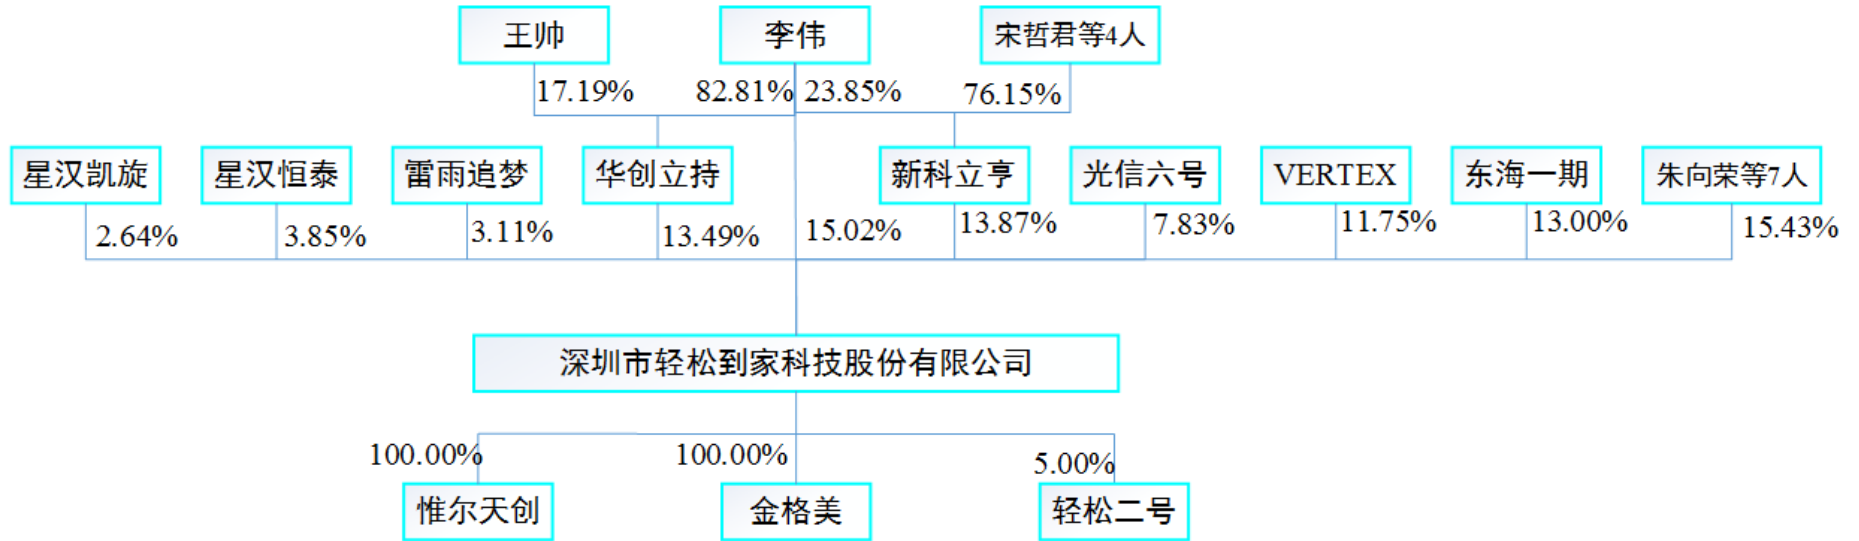 王帅 李伟 宋哲君等4人
17.19% 82.81% 23.85% 76.15%
星汉凯旋 星汉恒泰 雷雨追梦 华创立持 新科立亨 光信六号 VERTEX 东海一期 朱向荣等7人
2.64% 3.85% 3.11% 13.49% 15.02% 13.87% 7.83% 11.75% 13.00% 15.43%
深圳市轻松到家科技股份有限公司
100.00% 100.00% 5.00%
惟尔天创 金格美 轻松二号